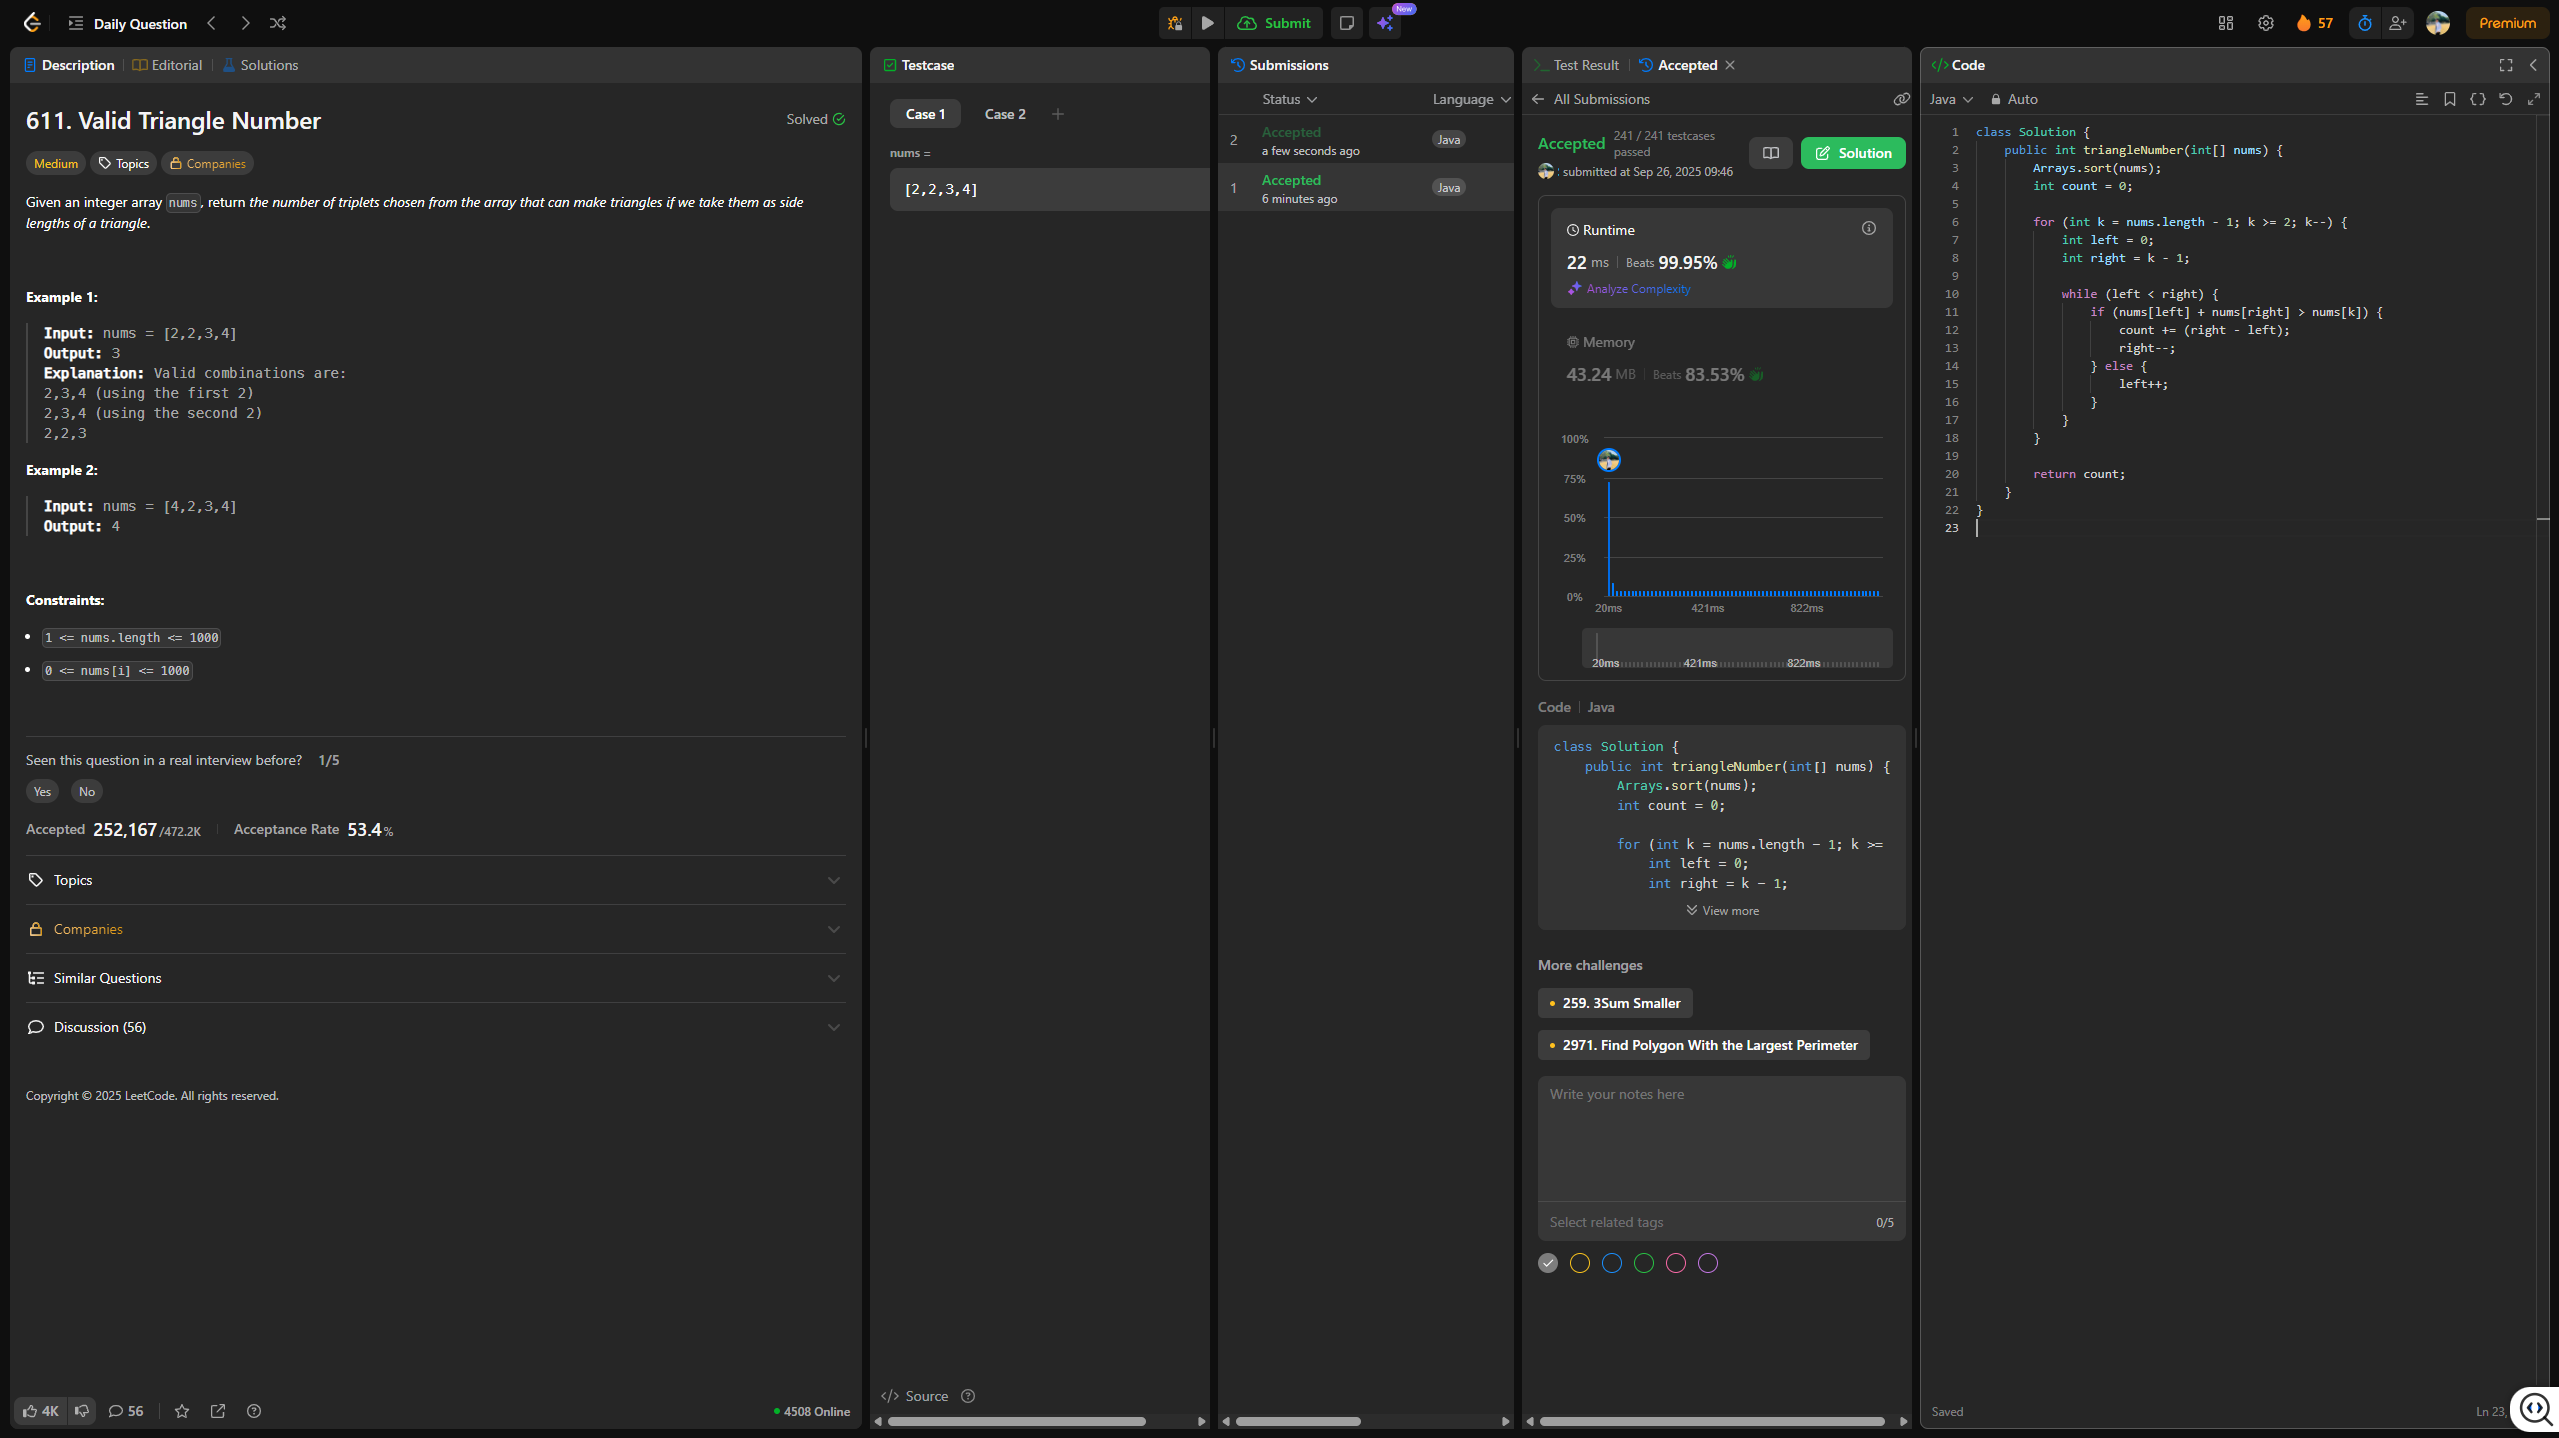 Daily Question
Submit
New
57
Premium
Description
Editorial
Solutions
611. Valid Triangle Number
Solved
Medium
Topics
Companies
Given an integer array nums, return the number of triplets chosen from the array that can make triangles if we take them as side
lengths of a triangle.
Example 1:
Input: nums = [2,2,3,4]
Output: 3
Explanation: Valid combinations are:
2,3,4 (using the first 2)
2,3,4 (using the second 2)
2,2,3
Example 2:
Input: nums = [4,2,3,4]
Output: 4
Constraints:
1 <= nums.length <= 1000
0 <= nums[i] <= 1000
Seen this question in a real interview before? 1/5
Yes No
Accepted 252,167/472.2K Acceptance Rate 53.4%
Topics
Companies
Similar Questions
Discussion (56)
Copyright © 2025 LeetCode. All rights reserved.
4K 56
4508 Online
Testcase
Case 1 Case 2
nums =
[2,2,3,4]
</> Source
Submissions
Status Language
2 Accepted Java
a few seconds ago
1 Accepted Java
6 minutes ago
Test Result Accepted
All Submissions
Accepted 241 / 241 testcases
passed
submitted at Sep 26, 2025 09:46
Solution
Runtime
22 ms Beats 99.95%
Analyze Complexity
Memory
43.24 MB Beats 83.53%
100%
75%
50%
25%
0%
20ms 421ms 822ms
20ms 421ms 822ms
Code Java
class Solution {
public int triangleNumber(int[] nums) {
Arrays.sort(nums);
int count = 0;
for (int k = nums.length - 1; k >=
int left = 0;
int right = k - 1;
View more
More challenges
259. 3Sum Smaller
2971. Find Polygon With the Largest Perimeter
Write your notes here
Select related tags 0/5
</> Code
Java Auto
1 class Solution {
2 public int triangleNumber(int[] nums) {
3 Arrays.sort(nums);
4 int count = 0;
5
6 for (int k = nums.length - 1; k >= 2; k--) {
7 int left = 0;
8 int right = k - 1;
9
10 while (left < right) {
11 if (nums[left] + nums[right] > nums[k]) {
12 count += (right - left);
13 right--;
14 } else {
15 left++;
16 }
17 }
18 }
19
20 return count;
21 }
22 }
23
Saved
Ln 23,